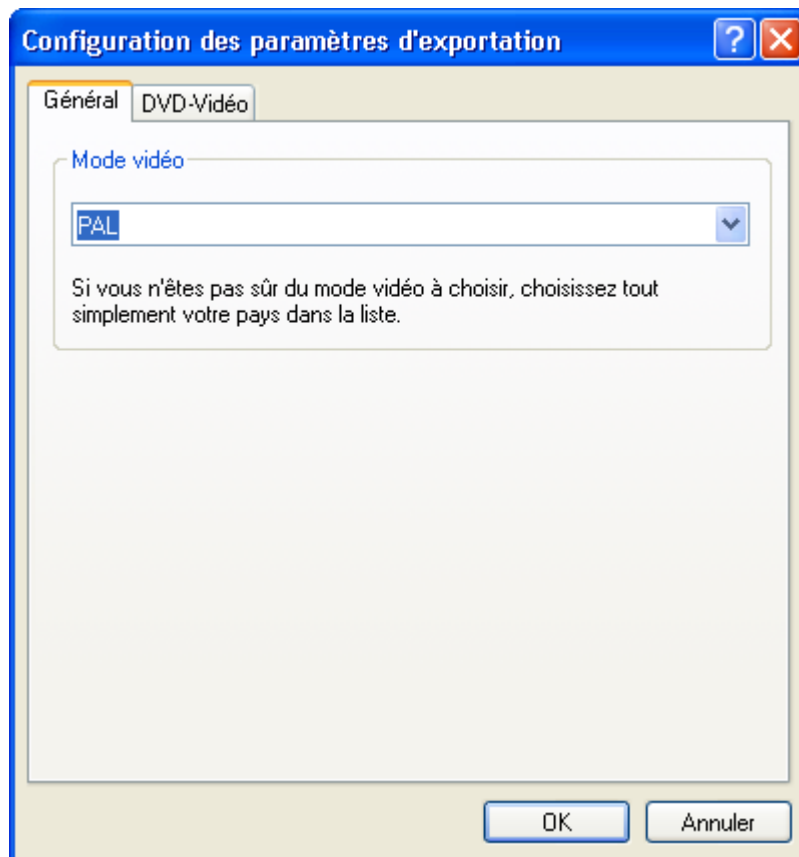 Configuration des paramètres d'exportation
?
Général
DVD-Vidéo
Mode vidéo
PAL
Si vous n'êtes pas sûr du mode vidéo à choisir, choisissez tout
simplement votre pays dans la liste.
OK
Annuler